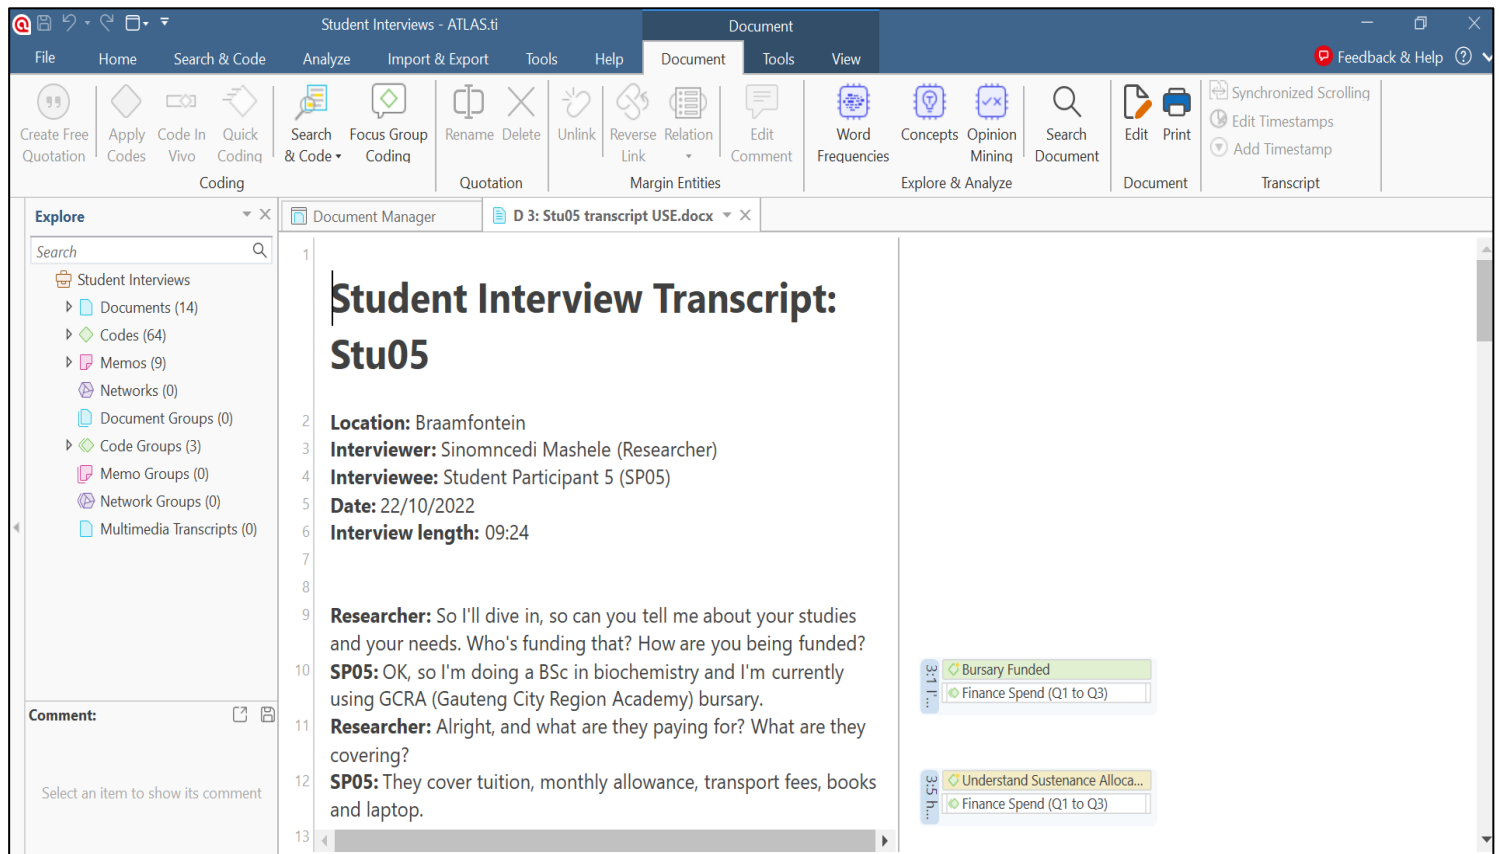 Student Interviews - ATLAS.ti
Document
File Home Search & Code Analyze Import & Export Tools Help Document Tools View
Feedback & Help
Create Free Quotation
Apply Codes
Code In Vivo
Quick Coding
Search & Code
Focus Group Coding
Rename
Delete
Unlink
Reverse Link
Relation
Edit Comment
Word Frequencies
Concepts
Opinion Mining
Search Document
Edit
Print
Synchronized Scrolling
Edit Timestamps
Add Timestamp
Coding
Quotation
Margin Entities
Explore & Analyze
Document
Transcript
Explore
Search
Student Interviews
Documents (14)
Codes (64)
Memos (9)
Networks (0)
Document Groups (0)
Code Groups (3)
Memo Groups (0)
Network Groups (0)
Multimedia Transcripts (0)
Comment:
Select an item to show its comment
Document Manager
D 3: Stu05 transcript USE.docx
1
Student Interview Transcript:
Stu05
2 Location: Braamfontein
3 Interviewer: Sinomncedi Mashele (Researcher)
4 Interviewee: Student Participant 5 (SP05)
5 Date: 22/10/2022
6 Interview length: 09:24
7
8
9 Researcher: So I'll dive in, so can you tell me about your studies
and your needs. Who's funding that? How are you being funded?
10 SP05: OK, so I'm doing a BSc in biochemistry and I'm currently
using GCRA (Gauteng City Region Academy) bursary.
11 Researcher: Alright, and what are they paying for? What are they
covering?
12 SP05: They cover tuition, monthly allowance, transport fees, books
and laptop.
13
3:1 I'...
Bursary Funded
Finance Spend (Q1 to Q3)
3:5 h...
Understand Sustenance Alloca...
Finance Spend (Q1 to Q3)